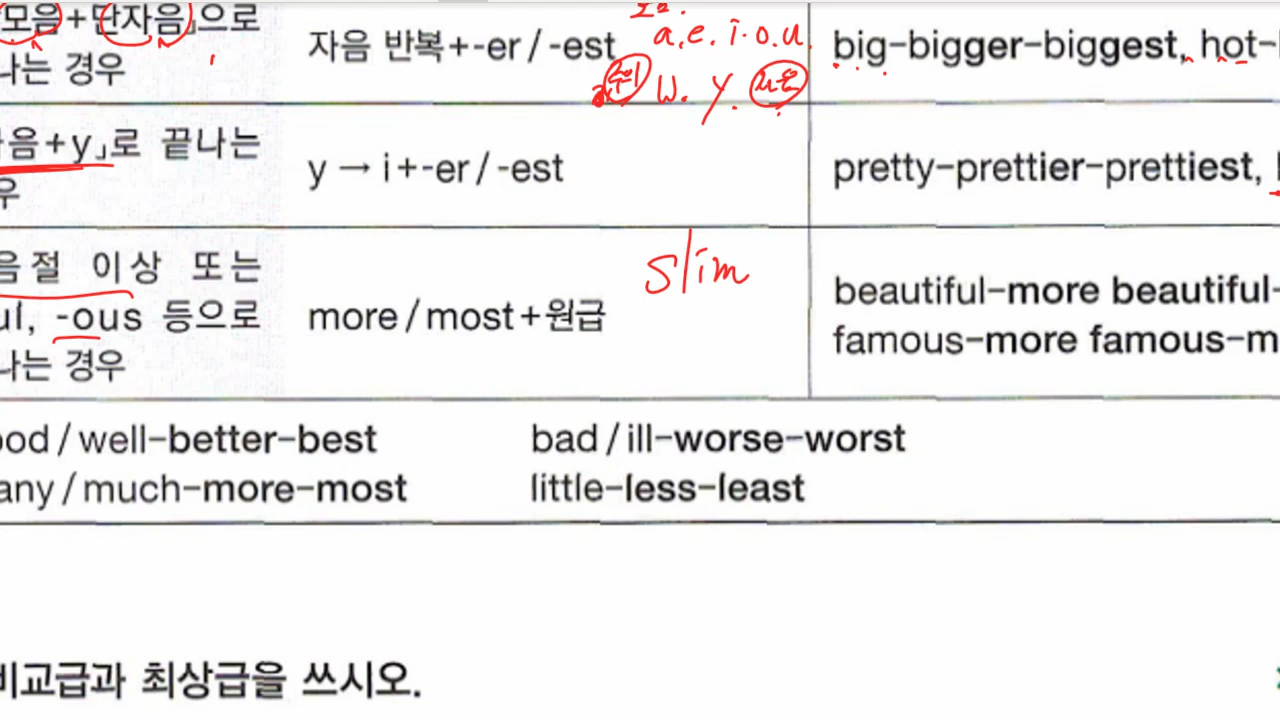 모음+단자음」으로
나는 경우
자음 반복+-er / -est
a.e.i.o.u.
주의 w. y. 자음
big-bigger-biggest, hot-
음+y」로 끝나는
우
y → i+-er / -est
pretty-prettier-prettiest,
음절 이상 또는
ul, -ous 등으로
나는 경우
more / most+원급
slim
beautiful-more beautiful-
famous-more famous-m
ood / well-better-best
bad / ill-worse-worst
any / much-more-most
little-less-least
비교급과 최상급을 쓰시오.